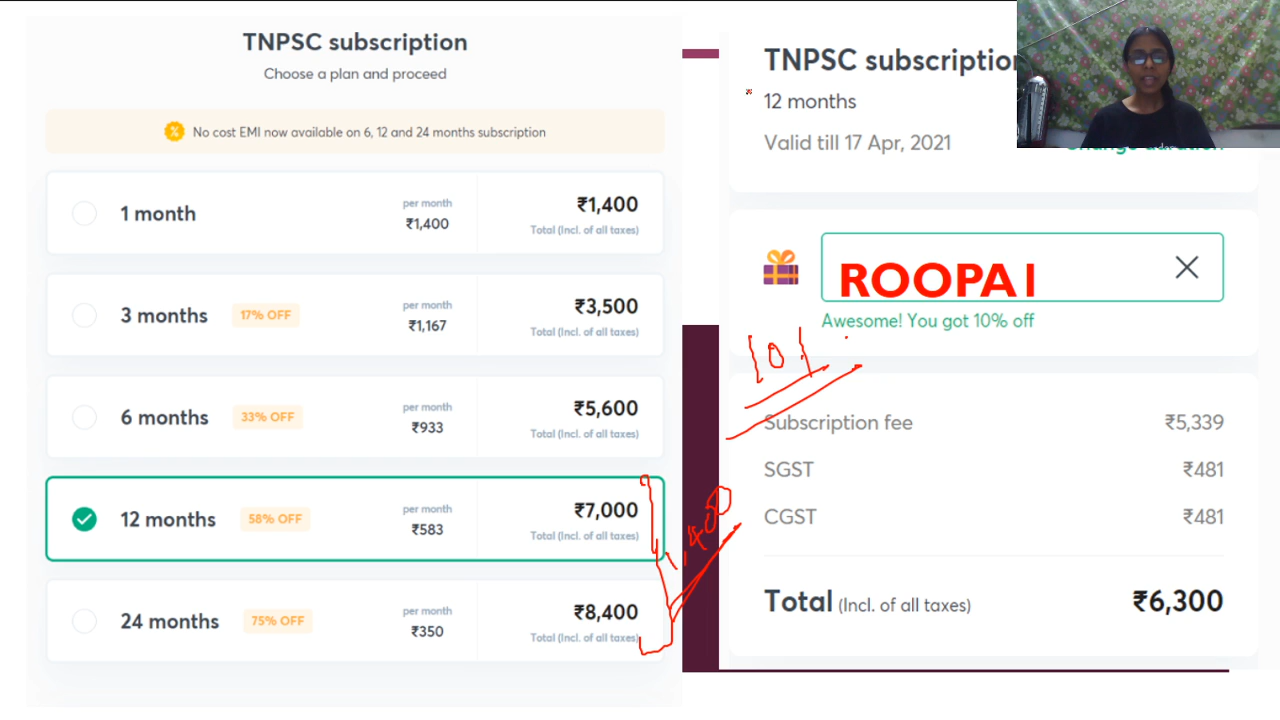 TNPSC subscription
Choose a plan and proceed
No cost EMI now available on 6, 12 and 24 months subscription
1 month per month ₹1,400 ₹1,400 Total (Incl. of all taxes)
3 months 17% OFF per month ₹1,167 ₹3,500 Total (Incl. of all taxes)
6 months 33% OFF per month ₹933 ₹5,600 Total (Incl. of all taxes)
12 months 58% OFF per month ₹583 ₹7,000 Total (Incl. of all taxes)
24 months 75% OFF per month ₹350 ₹8,400 Total (Incl. of all taxes)
TNPSC subscription
12 months
Valid till 17 Apr, 2021
ROOPA1
Awesome! You got 10% off
Subscription fee ₹5,339
SGST ₹481
CGST ₹481
Total (Incl. of all taxes) ₹6,300